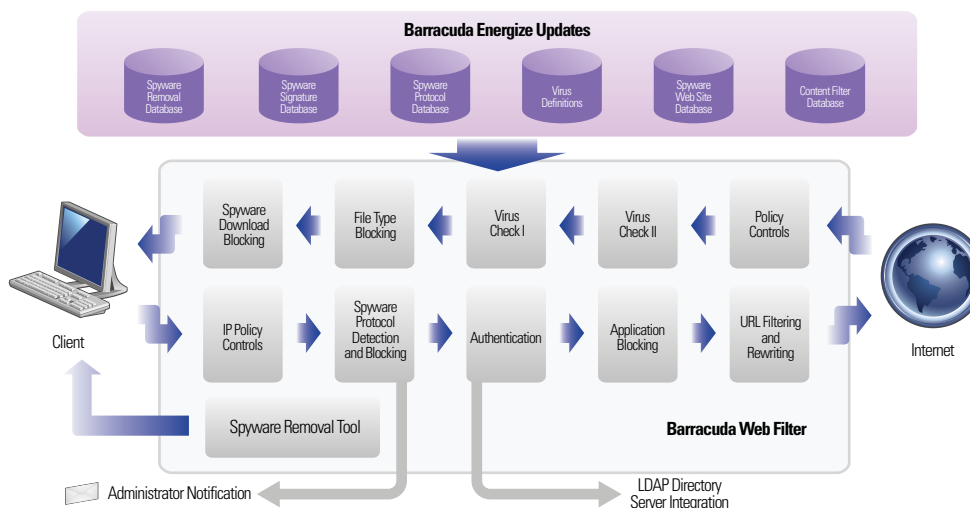 Barracuda Energize Updates
Spyware
Removal
Database
Spyware
Signature
Database
Spyware
Protocol
Database
Virus
Definitions
Spyware
Web Site
Database
Content Filter
Database
Spyware
Download
Blocking
File Type
Blocking
Virus
Check I
Virus
Check II
Policy
Controls
Client
IP Policy
Controls
Spyware
Protocol
Detection
and Blocking
Authentication
Application
Blocking
URL Filtering
and
Rewriting
Internet
Spyware Removal Tool
Barracuda Web Filter
Administrator Notification
LDAP Directory
Server Integration